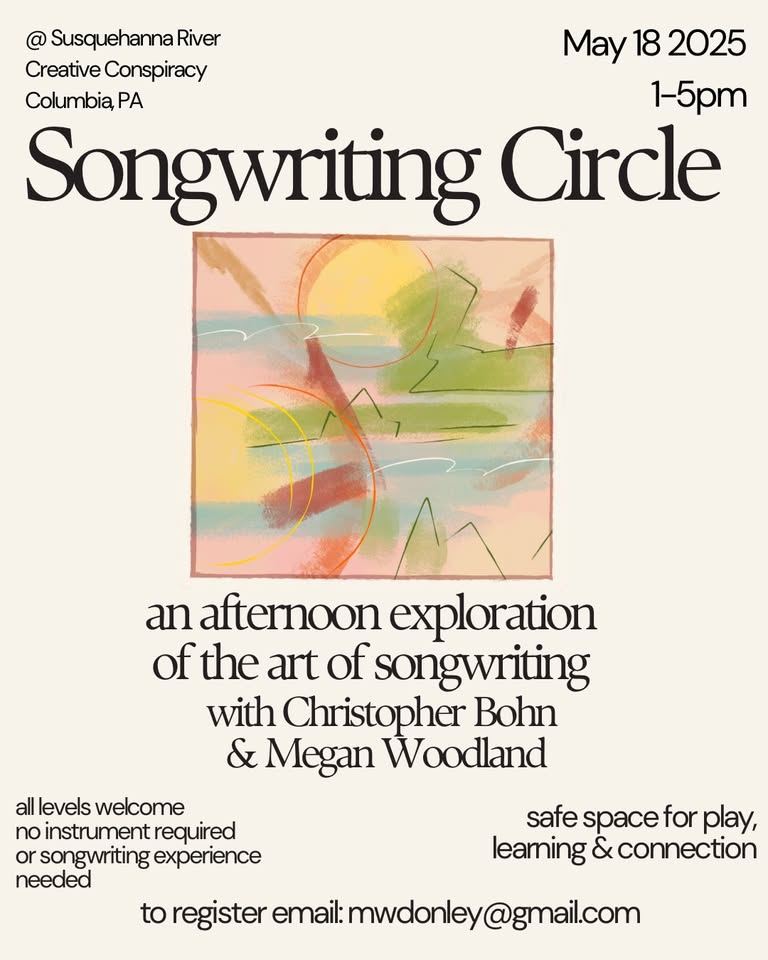 @ Susquehanna River
Creative Conspiracy
Columbia, PA
May 18 2025
1-5pm
Songwriting Circle
an afternoon exploration
of the art of songwriting
with Christopher Bohn
& Megan Woodland
all levels welcome
no instrument required
or songwriting experience
needed
safe space for play,
learning & connection
to register email: mwdonley@gmail.com